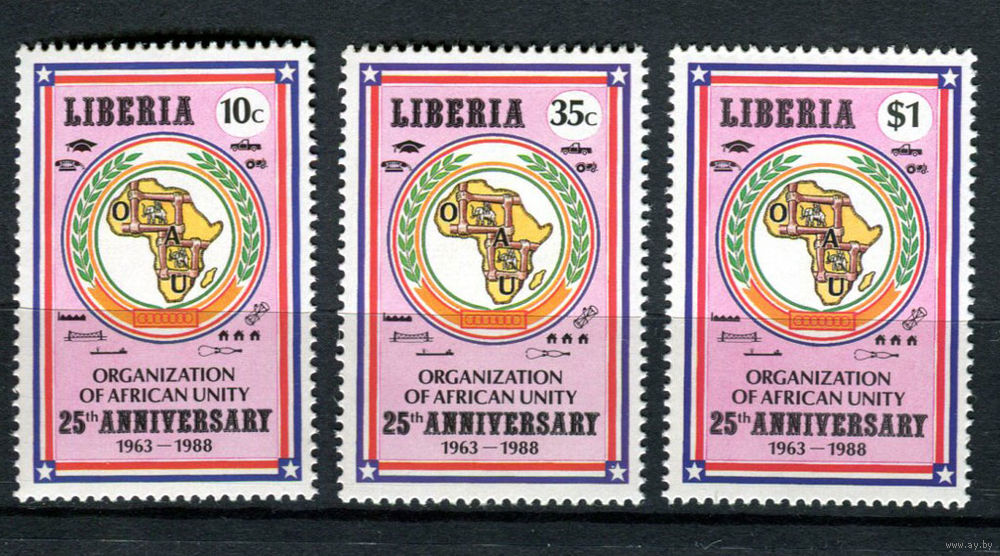 LIBERIA 10c
O
A
U
ORGANIZATION
OF AFRICAN UNITY
25th ANNIVERSARY
1963 — 1988
LIBERIA 35c
O
A
U
ORGANIZATION
OF AFRICAN UNITY
25th ANNIVERSARY
1963 — 1988
LIBERIA $1
O
A
U
ORGANIZATION
OF AFRICAN UNITY
25th ANNIVERSARY
1963 — 1988
www.ay.by